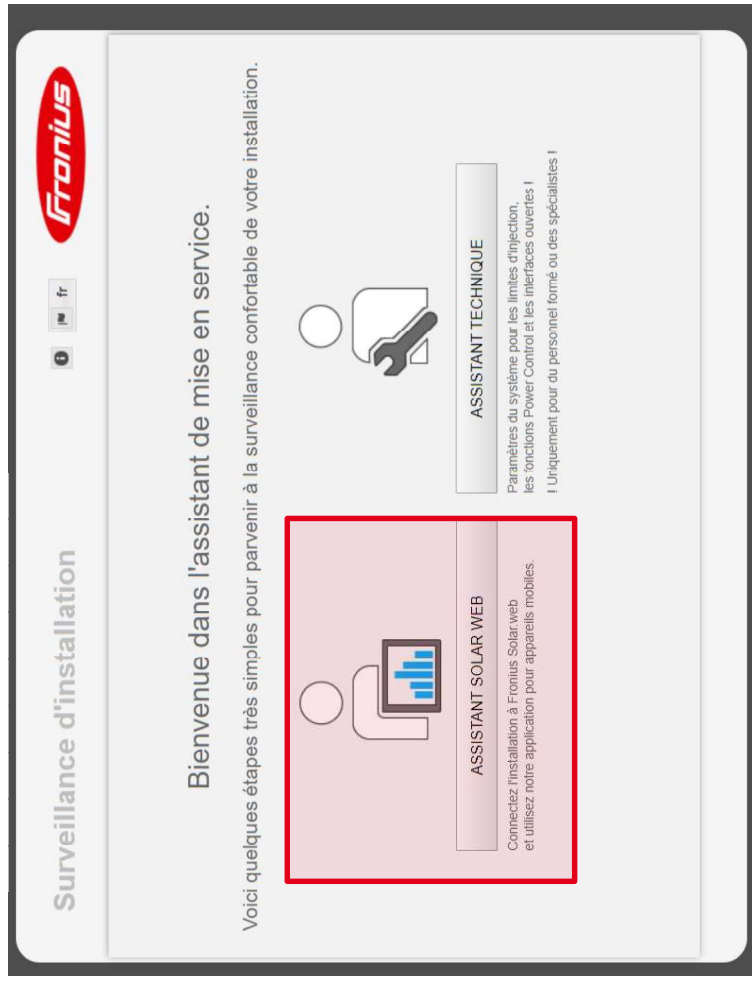 Surveillance d'installation
fr
Fronius
Bienvenue dans l'assistant de mise en service.
Voici quelques étapes très simples pour parvenir à la surveillance confortable de votre installation.
ASSISTANT SOLAR WEB
Connectez l'installation à Fronius Solar.web
et utilisez notre application pour appareils mobiles.
ASSISTANT TECHNIQUE
Paramètres du système pour les limites d'injection,
les fonctions Power Control et les interfaces ouvertes !
! Uniquement pour du personnel formé ou des spécialistes !